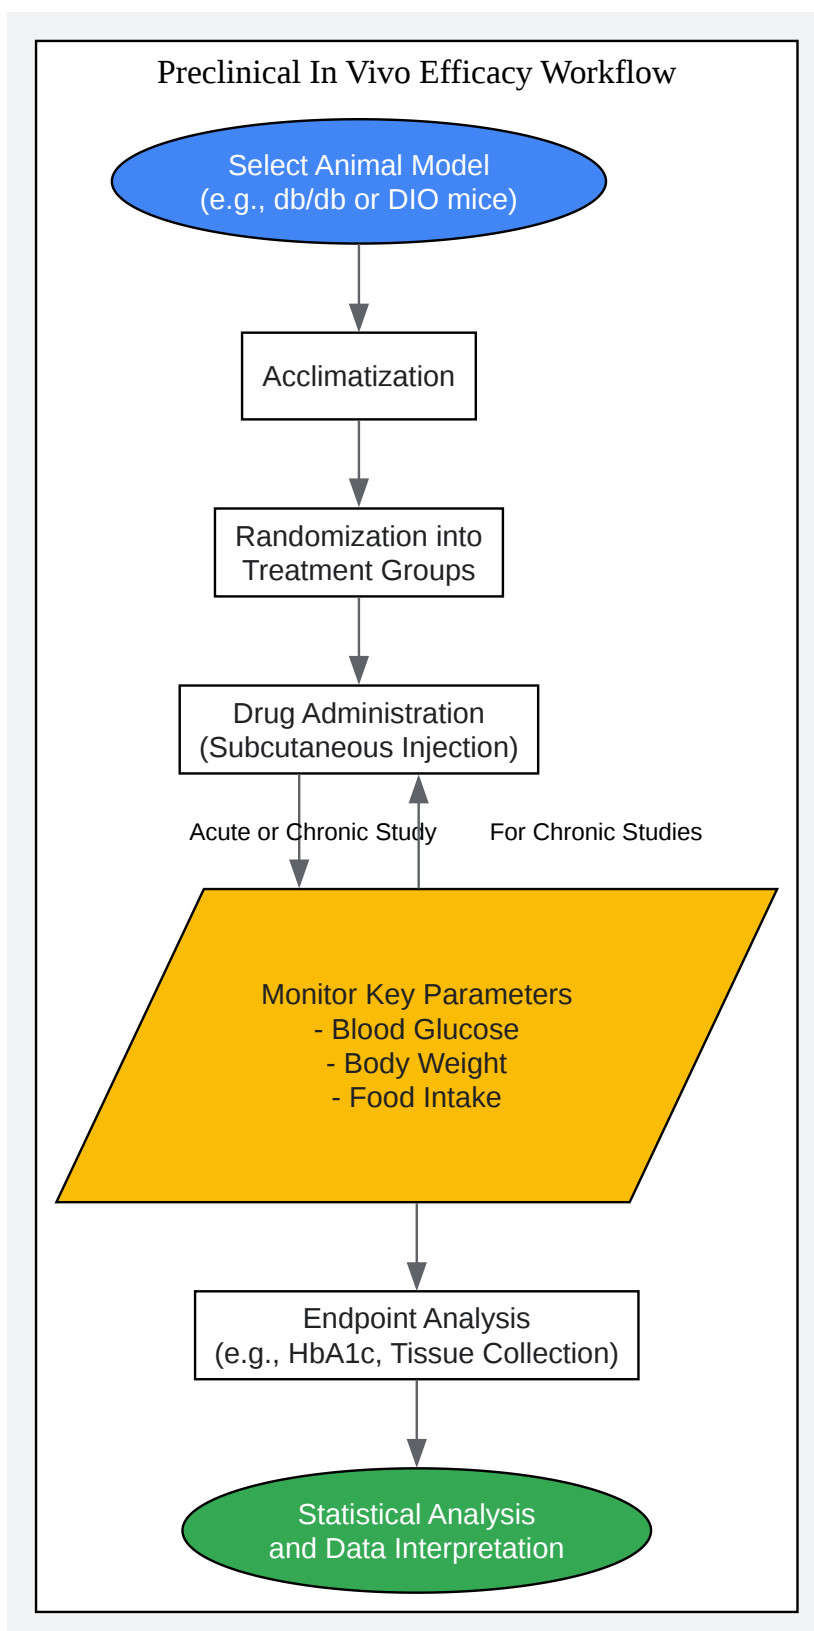 Preclinical In Vivo Efficacy Workflow
Select Animal Model
(e.g., db/db or DIO mice)
Acclimatization
Randomization into
Treatment Groups
Drug Administration
(Subcutaneous Injection)
Acute or Chronic Study
For Chronic Studies
Monitor Key Parameters
- Blood Glucose
- Body Weight
- Food Intake
Endpoint Analysis
(e.g., HbA1c, Tissue Collection)
Statistical Analysis
and Data Interpretation